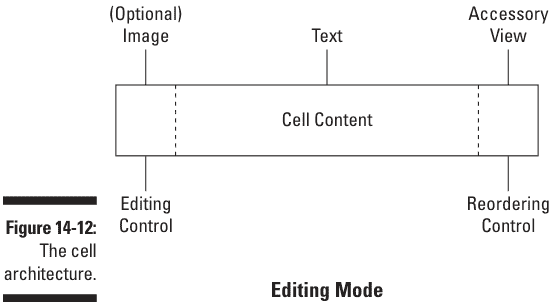 (Optional)
Image
Text
Accessory
View
Cell Content
Editing
Control
Reordering
Control
Figure 14-12:
The cell
architecture.
Editing Mode